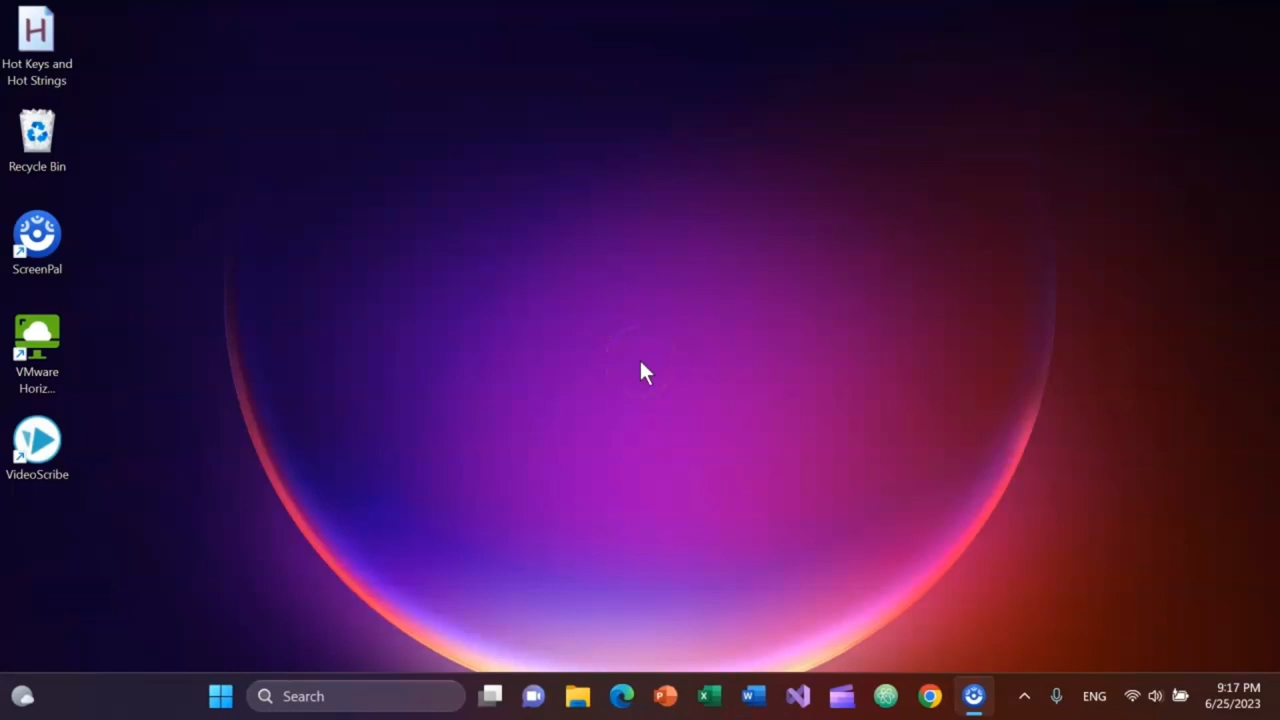 Hot Keys and
Hot Strings
Recycle Bin
ScreenPal
VMware
Horiz...
VideoScribe
Search
ENG
9:17 PM
6/25/2023